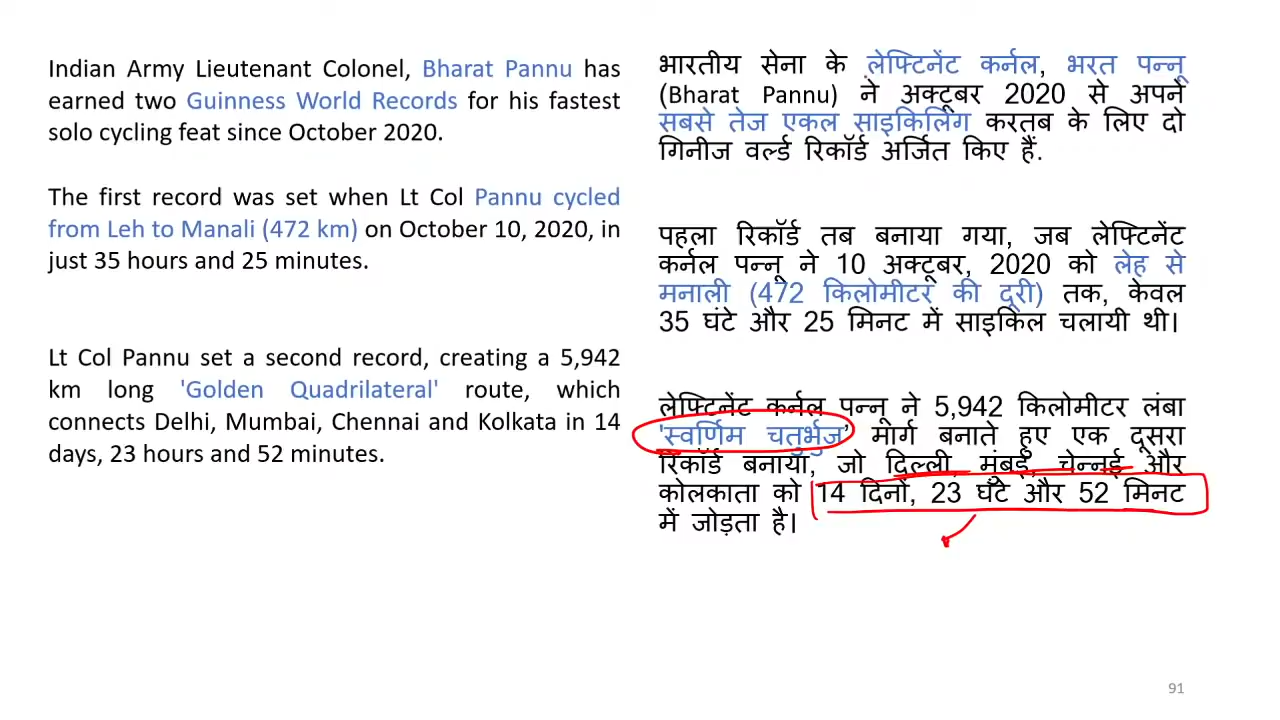 Indian Army Lieutenant Colonel, Bharat Pannu has
earned two Guinness World Records for his fastest
solo cycling feat since October 2020.
The first record was set when Lt Col Pannu cycled
from Leh to Manali (472 km) on October 10, 2020, in
just 35 hours and 25 minutes.
Lt Col Pannu set a second record, creating a 5,942
km long 'Golden Quadrilateral' route, which
connects Delhi, Mumbai, Chennai and Kolkata in 14
days, 23 hours and 52 minutes.
भारतीय सेना के लेफ्टिनेंट कर्नल, भरत पन्नू
(Bharat Pannu) ने अक्टूबर 2020 से अपने
सबसे तेज एकल साइकिलिंग करतब के लिए दो
गिनीज वर्ल्ड रिकॉर्ड अर्जित किए हैं.
पहला रिकॉर्ड तब बनाया गया, जब लेफ्टिनेंट
कर्नल पन्नू ने 10 अक्टूबर, 2020 को लेह से
मनाली (472 किलोमीटर की दूरी) तक, केवल
35 घंटे और 25 मिनट में साइकिल चलायी थी।
लेफ्टिनेंट कर्नल पन्नू ने 5,942 किलोमीटर लंबा
'स्वर्णिम चतुर्भुज' मार्ग बनाते हुए एक दूसरा
रिकॉर्ड बनाया, जो दिल्ली, मुंबई, चेन्नई और
कोलकाता को 14 दिनों, 23 घंटे और 52 मिनट
में जोड़ता है।
91